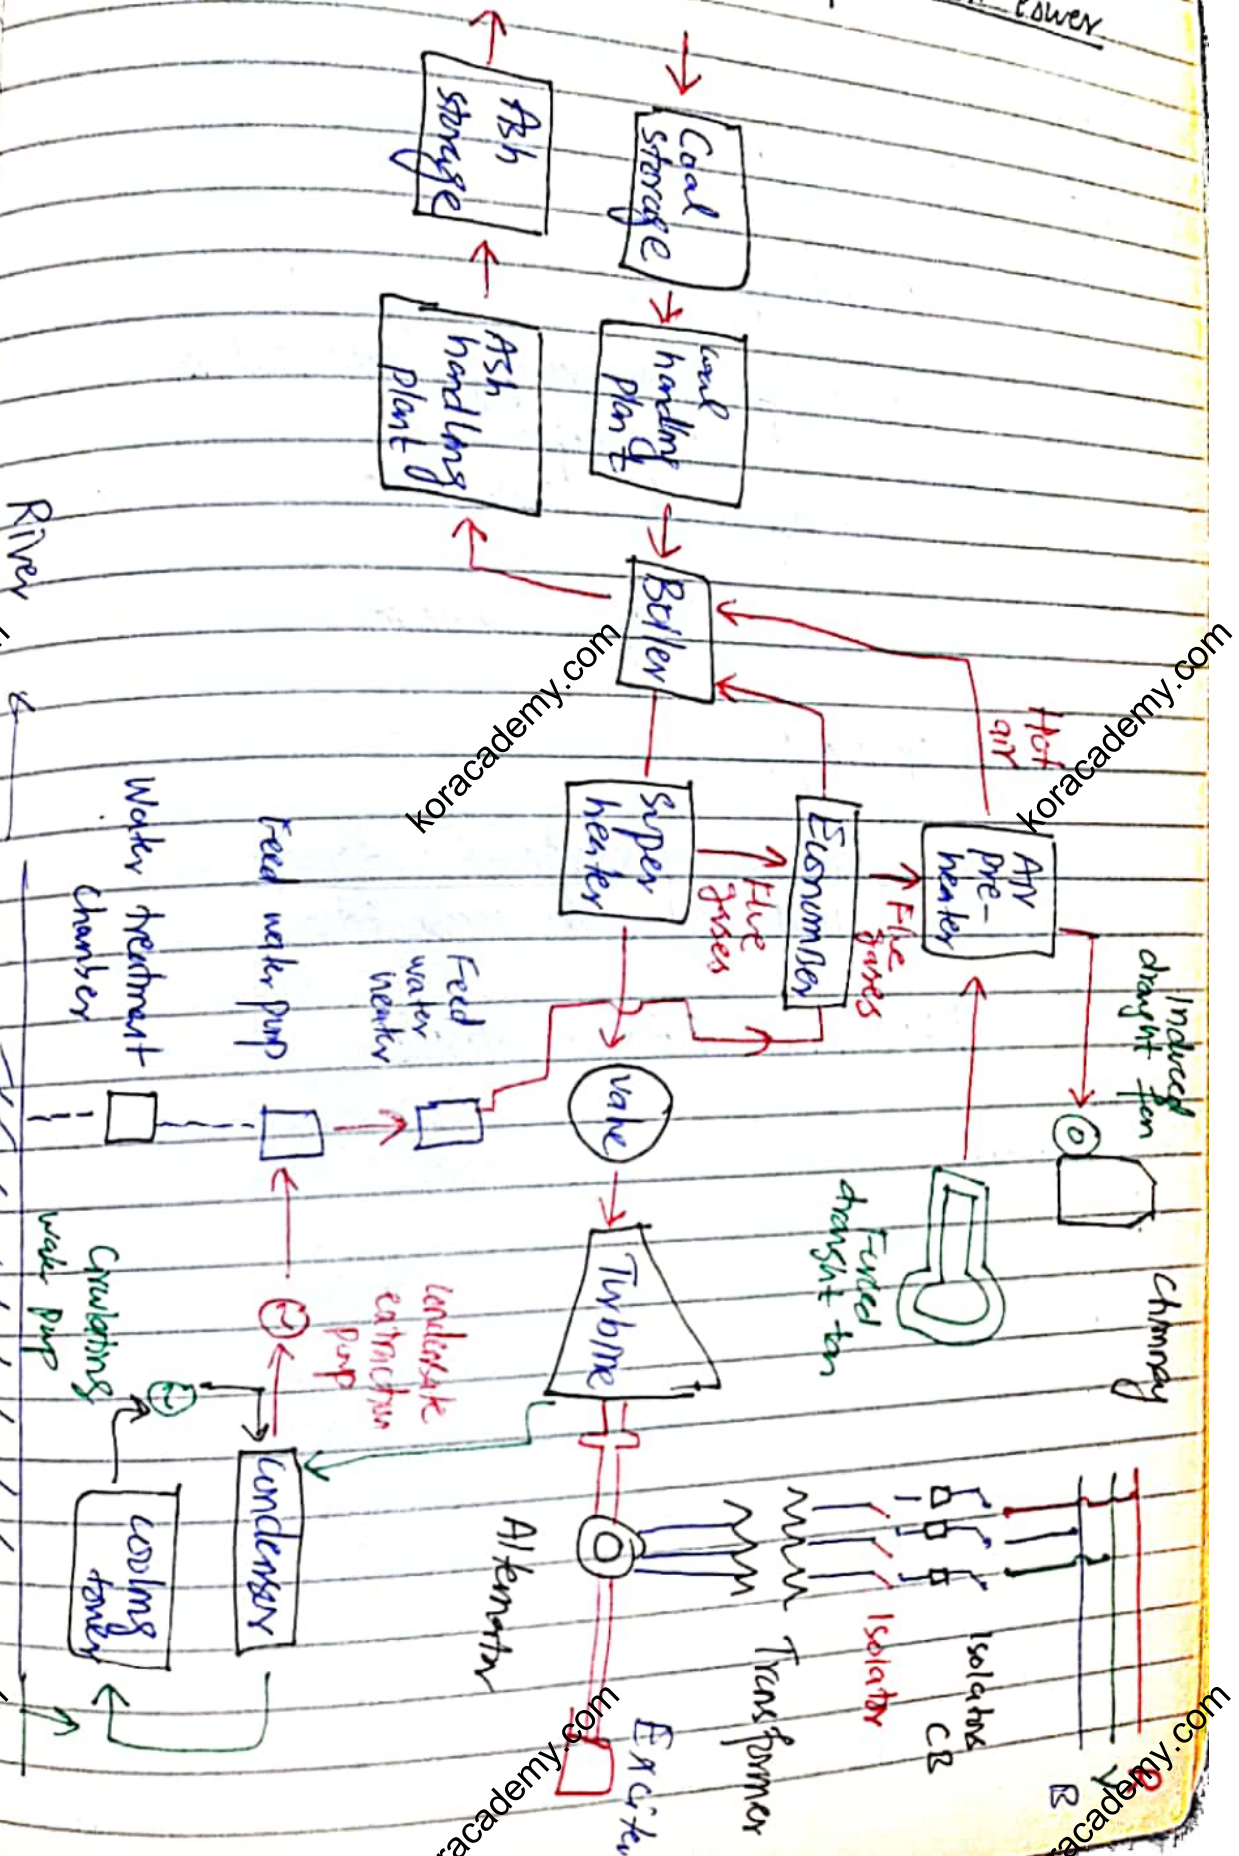 Power
Coal
storage
Coal
handling
plant
Boiler
Ash
storage
Ash
handling
plant
Super
heater
Flue
gases
Economiser
Flue
gases
Air
pre-
heater
Hot
air
Induced
draught fan
Chimney
Forced
draught fan
Valve
Turbine
Alternator
Exciter
Transformer
Isolator
CB
Isolators
R
Y
B
Feed
water
heater
Feed water pump
Water treatment
Chamber
Condensate
extraction
pump
Condensor
Circulating
water pump
Cooling
tower
River
koracademy.com
koracademy.com
koracademy.com
koracademy.com